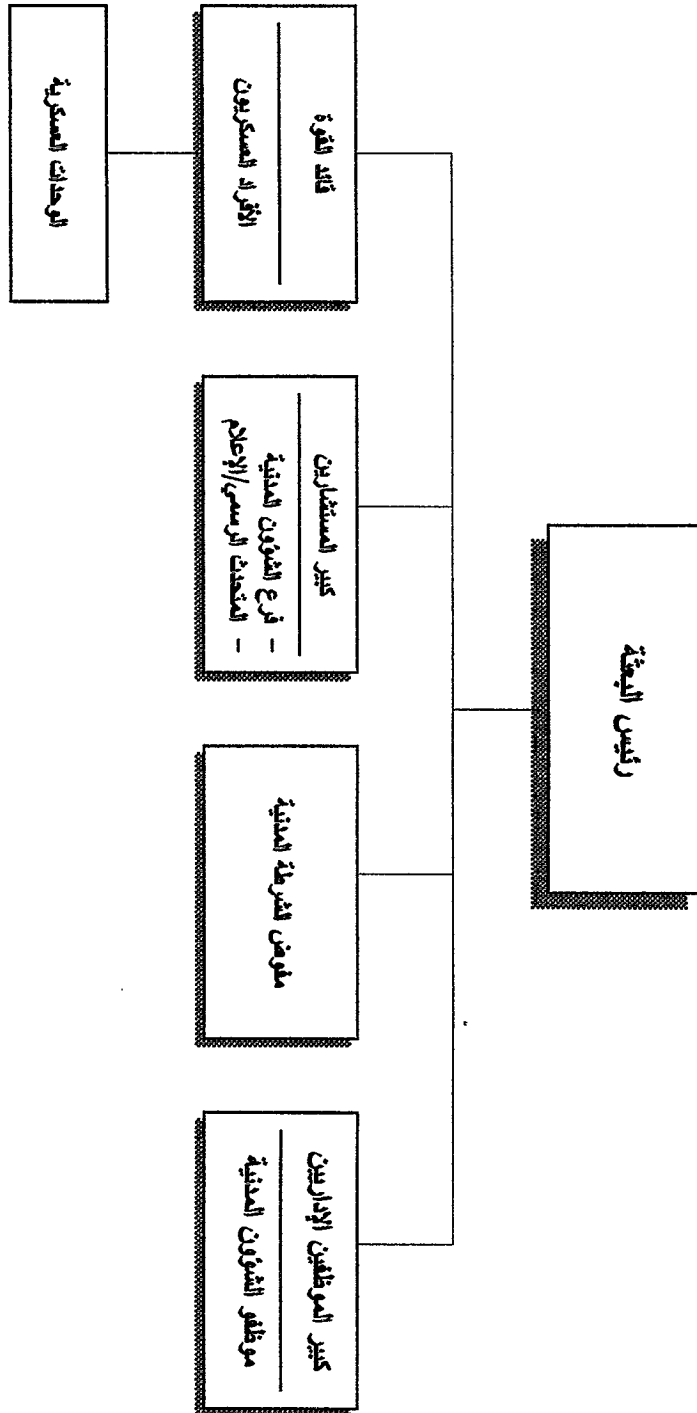 رئيس البعثة
كبير الموظفين الإداريين
موظفو الشؤون المدنية
مفوض الشرطة المدنية
كبير المستشارين
- فرع الشؤون المدنية
- المتحدث الرسمي/الإعلام
قائد القوة
الأفراد العسكريون
الوحدات العسكرية